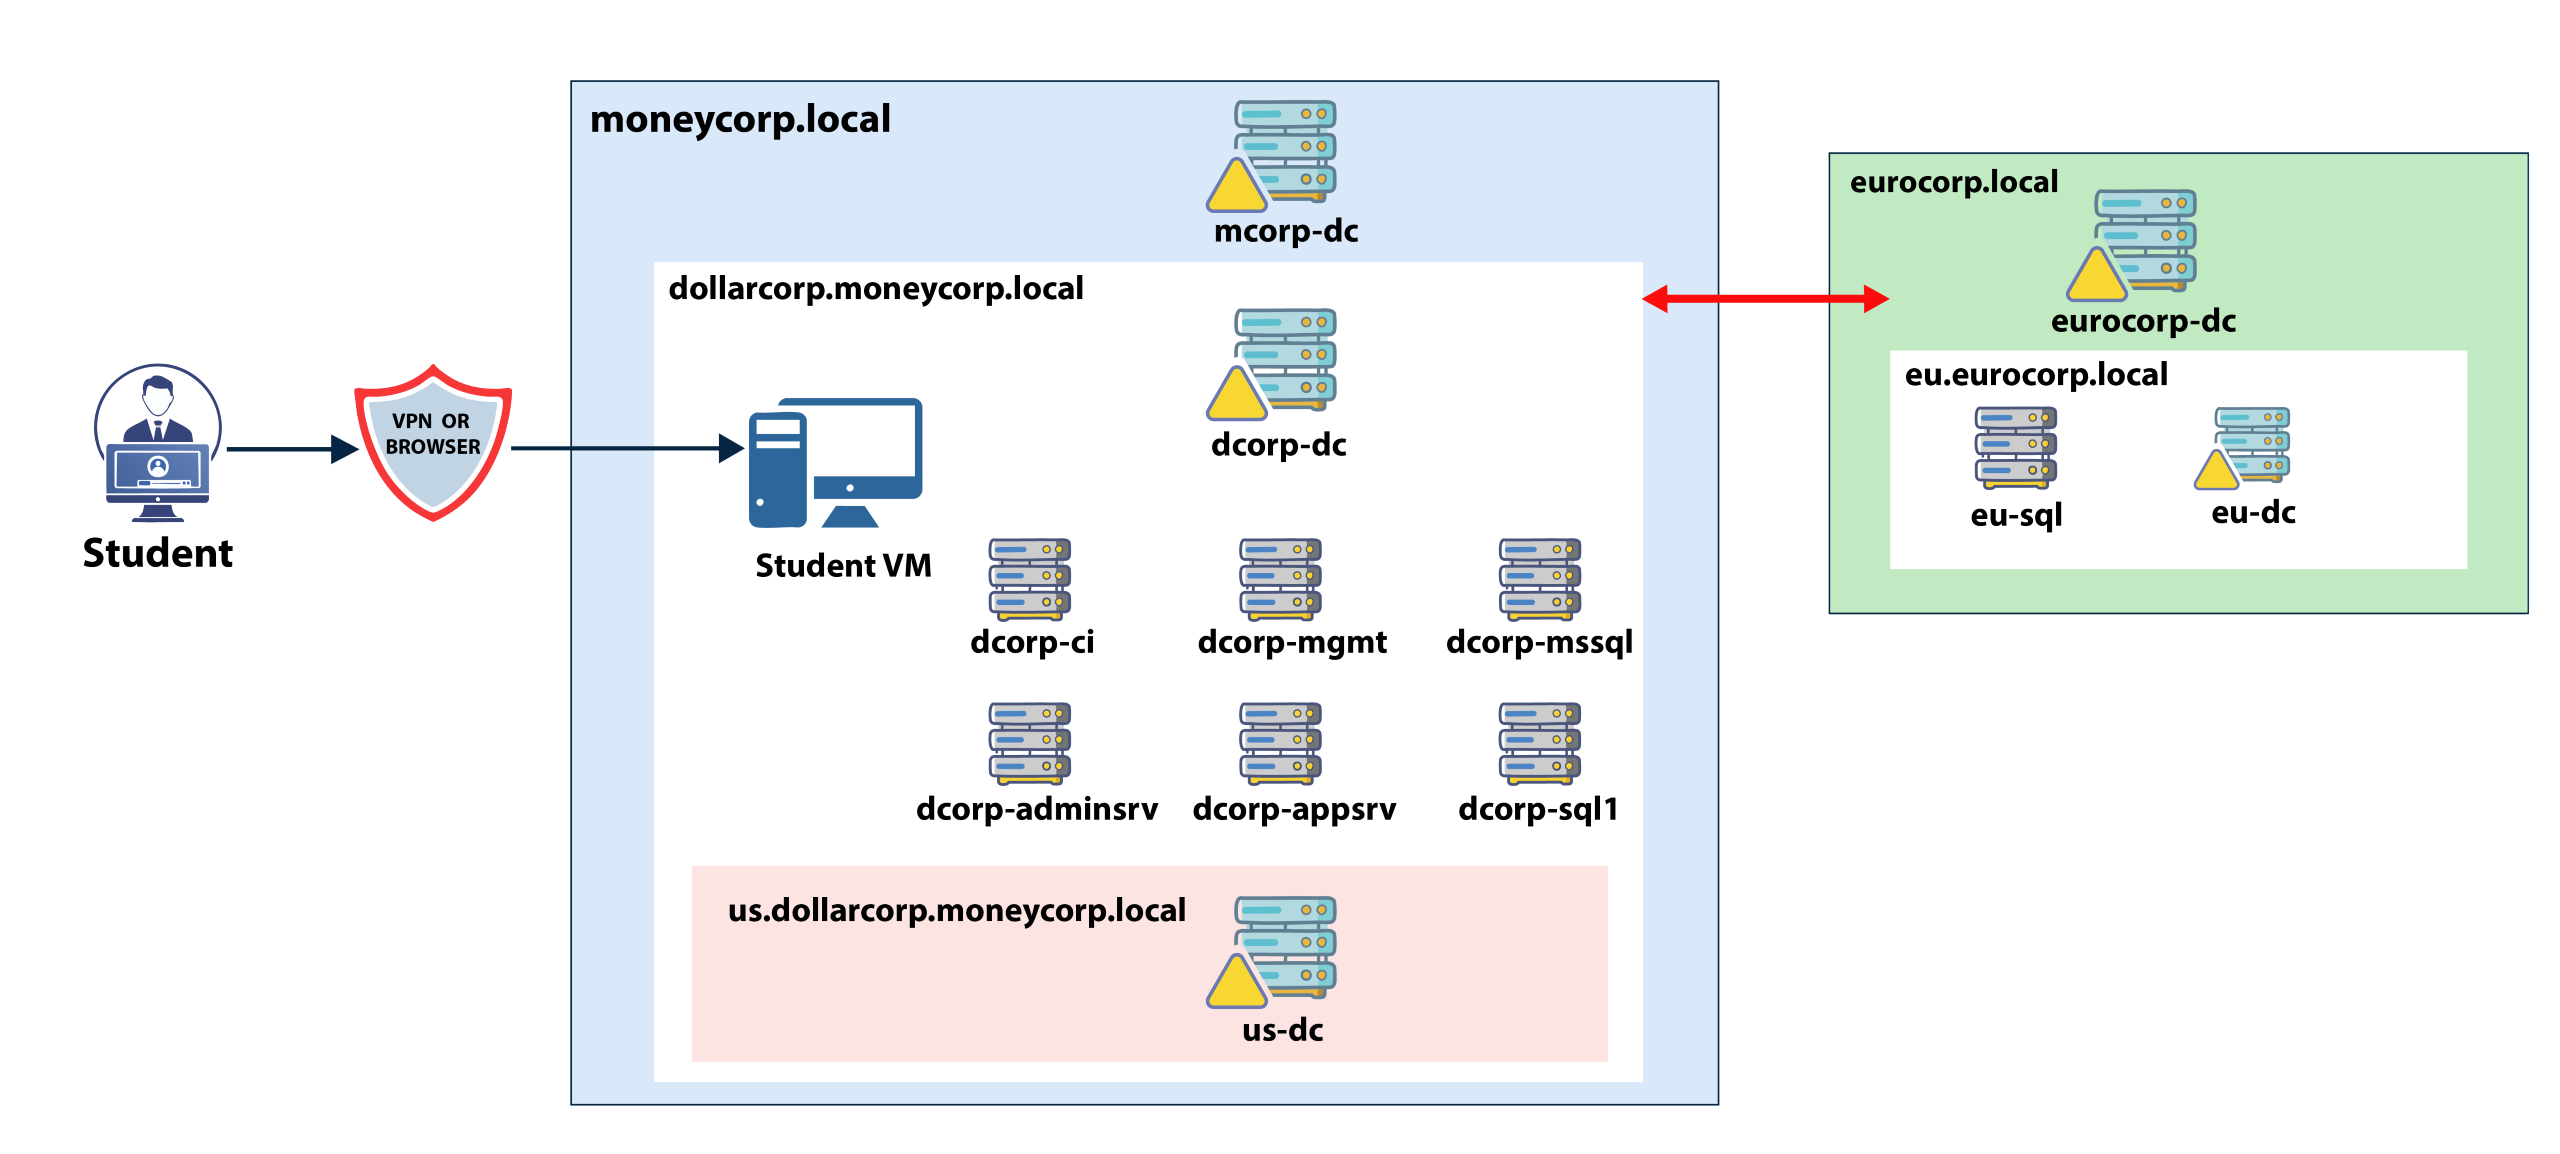 moneycorp.local
mcorp-dc
dollarcorp.moneycorp.local
dcorp-dc
eurocorp.local
eurocorp-dc
eu.eurocorp.local
eu-sql
eu-dc
VPN OR
BROWSER
Student
Student VM
dcorp-ci
dcorp-mgmt
dcorp-mssql
dcorp-adminsrv
dcorp-appsrv
dcorp-sql1
us.dollarcorp.moneycorp.local
us-dc